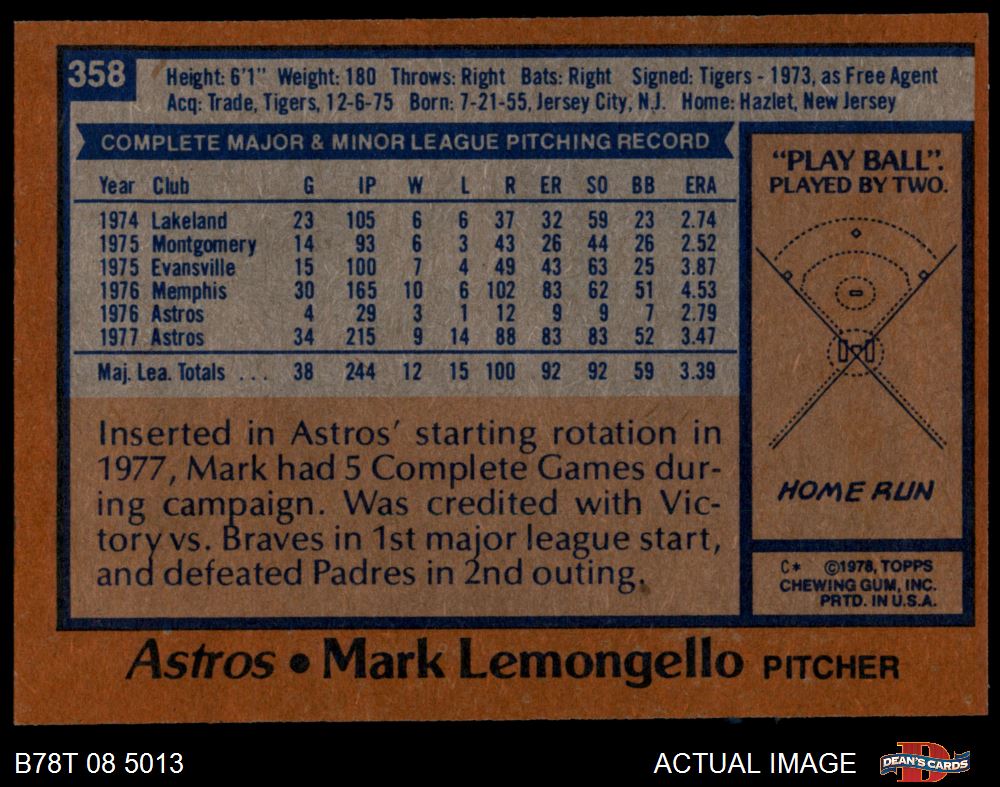 358
Height: 6'1" Weight: 180 Throws: Right Bats: Right Signed: Tigers - 1973, as Free Agent
Acq: Trade, Tigers, 12-6-75 Born: 7-21-55, Jersey City, N.J. Home: Hazlet, New Jersey
COMPLETE MAJOR & MINOR LEAGUE PITCHING RECORD
Year Club G IP W L R ER SO BB ERA
1974 Lakeland 23 105 6 6 37 32 59 23 2.74
1975 Montgomery 14 93 6 3 43 26 44 26 2.52
1975 Evansville 15 100 7 4 49 43 63 25 3.87
1976 Memphis 30 165 10 6 102 83 62 51 4.53
1976 Astros 4 29 3 1 12 9 9 7 2.79
1977 Astros 34 215 9 14 88 83 83 52 3.47
Maj. Lea. Totals ... 38 244 12 15 100 92 92 59 3.39
Inserted in Astros' starting rotation in
1977, Mark had 5 Complete Games dur-
ing campaign. Was credited with Vic-
tory vs. Braves in 1st major league start,
and defeated Padres in 2nd outing.
"PLAY BALL".
PLAYED BY TWO.
HOME RUN
C* ©1978, TOPPS
CHEWING GUM, INC.
PRTD. IN U.S.A.
Astros • Mark Lemongello PITCHER
B78T 08 5013
ACTUAL IMAGE
D
DEAN'S CARDS